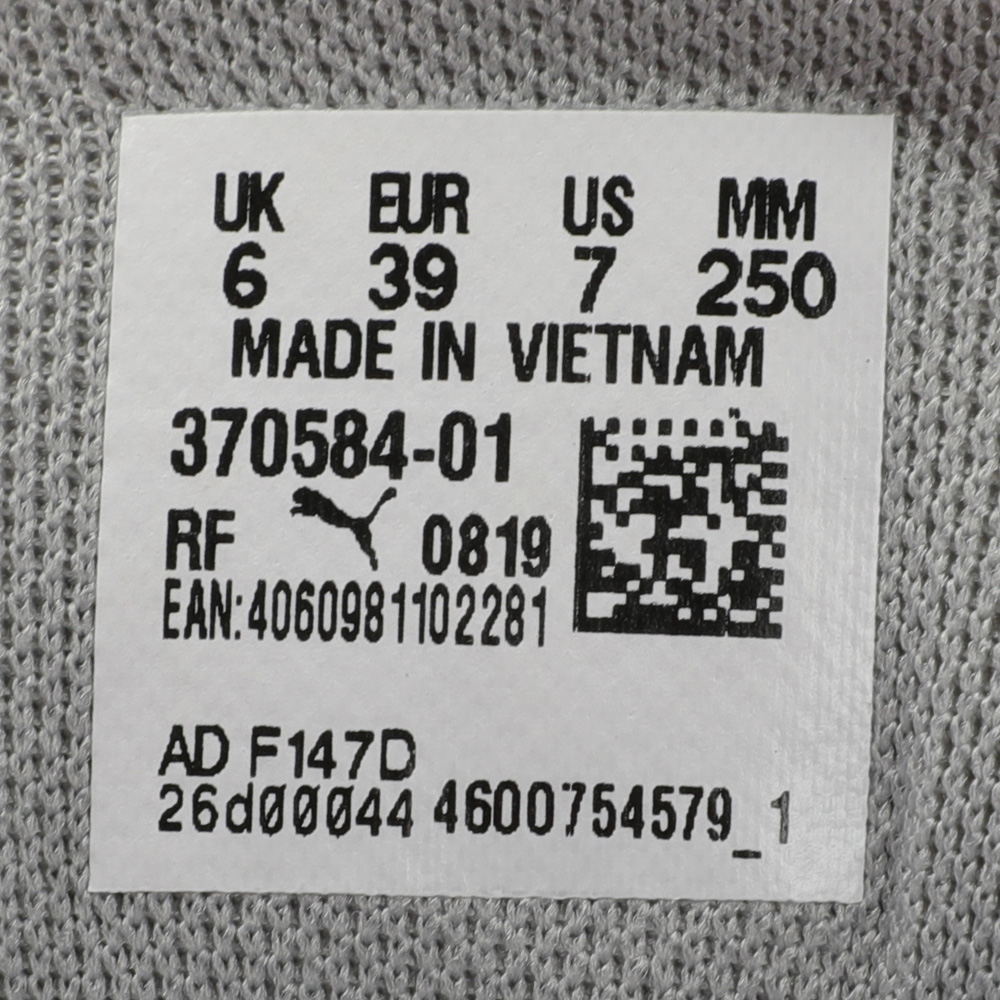 UK EUR US MM
6 39 7 250
MADE IN VIETNAM
370584-01
RF 0819
EAN:4060981102281
AD F147D
26d00044 4600754579_1